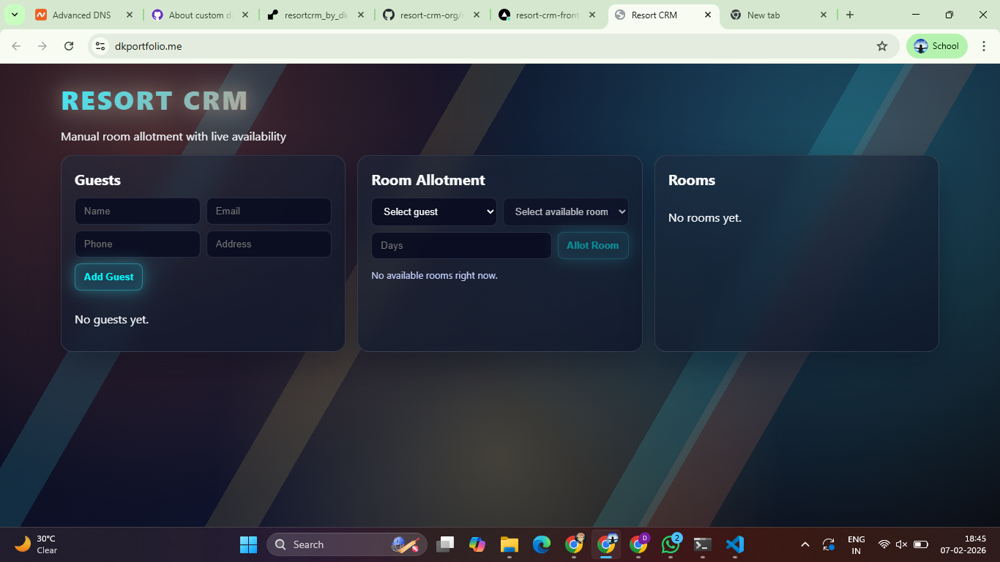 Advanced DNS
About custom d
resortcrm_by_dk
resort-crm-org/r
resort-crm-front
Resort CRM
New tab
dkportfolio.me
School
RESORT CRM
Manual room allotment with live availability
Guests
Name
Email
Phone
Address
Add Guest
No guests yet.
Room Allotment
Select guest
Select available room
Days
Allot Room
No available rooms right now.
Rooms
No rooms yet.
30°C
Clear
Search
D
2
ENG
IN
18:45
07-02-2026